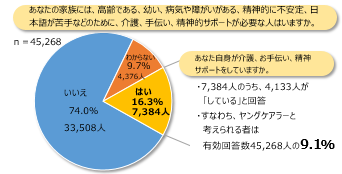 あなたの家族には、高齢である、幼い、病気や障がいがある、精神的に不安定、日
本語が苦手などのために、介護、手伝い、精神的サポートが必要な人はいますか。
n = 45,268
わからない
9.7%
4,376人
はい
16.3%
7,384人
いいえ
74.0%
33,508人
あなた自身が介護、お手伝い、精神
サポートをしていますか。
・7,384人のうち、4,133人が
「している」と回答
・すなわち、ヤングケアラーと
考えられる者は
有効回答数45,268人の9.1%